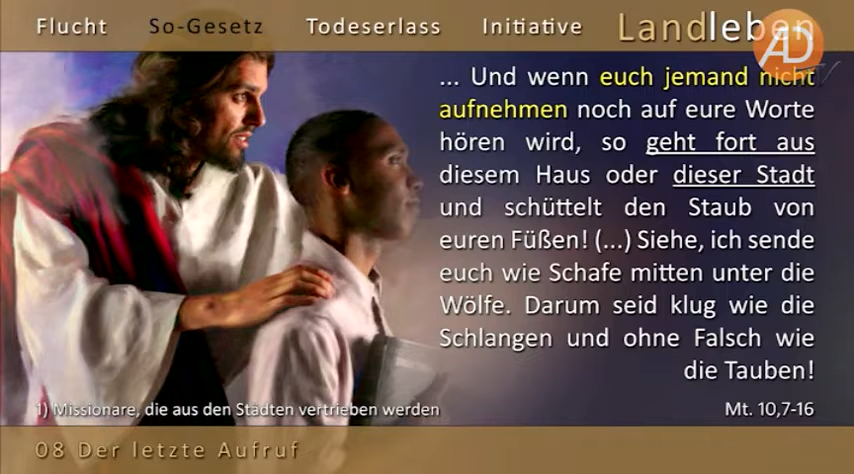 Flucht So-Gesetz Todeserlass Initiative Landleben
AD
TV
... Und wenn euch jemand nicht
aufnehmen noch auf eure Worte
hören wird, so geht fort aus
diesem Haus oder dieser Stadt
und schüttelt den Staub von
euren Füßen! (...) Siehe, ich sende
euch wie Schafe mitten unter die
Wölfe. Darum seid klug wie die
Schlangen und ohne Falsch wie
die Tauben!
1) Missionare, die aus den Städten vertrieben werden
Mt. 10,7-16
08 Der letzte Aufruf